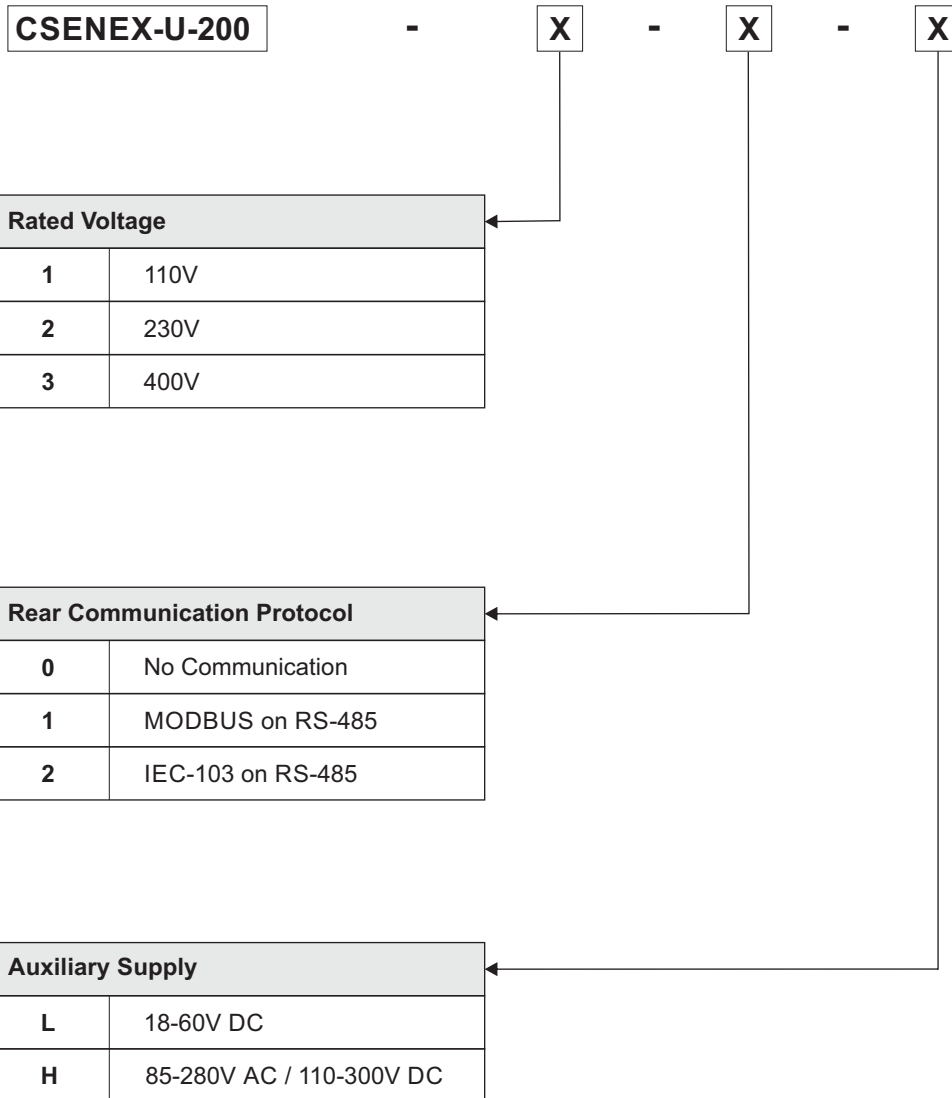 CSENEX-U-200 - X - X - X
Rated Voltage
1 110V
2 230V
3 400V
Rear Communication Protocol
0 No Communication
1 MODBUS on RS-485
2 IEC-103 on RS-485
Auxiliary Supply
L 18-60V DC
H 85-280V AC / 110-300V DC